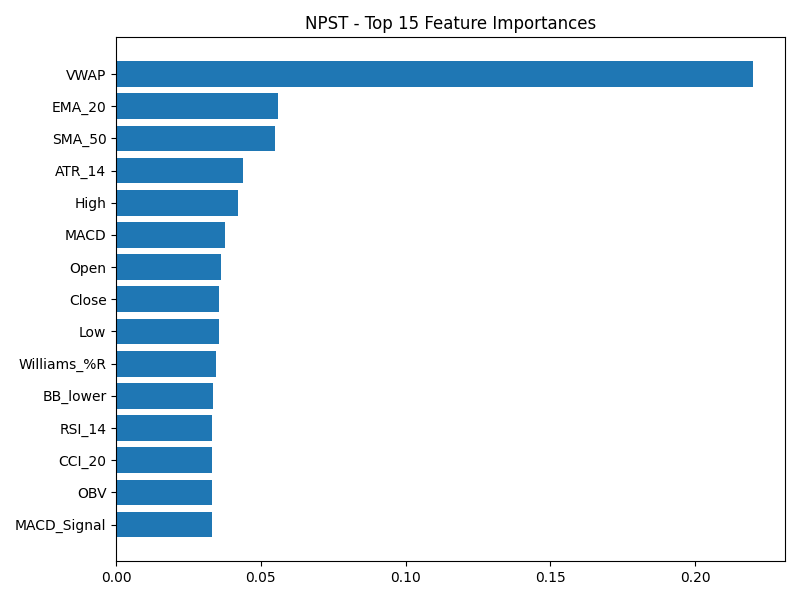 NPST - Top 15 Feature Importances
VWAP
EMA_20
SMA_50
ATR_14
High
MACD
Open
Close
Low
Williams_%R
BB_lower
RSI_14
CCI_20
OBV
MACD_Signal
0.00 0.05 0.10 0.15 0.20